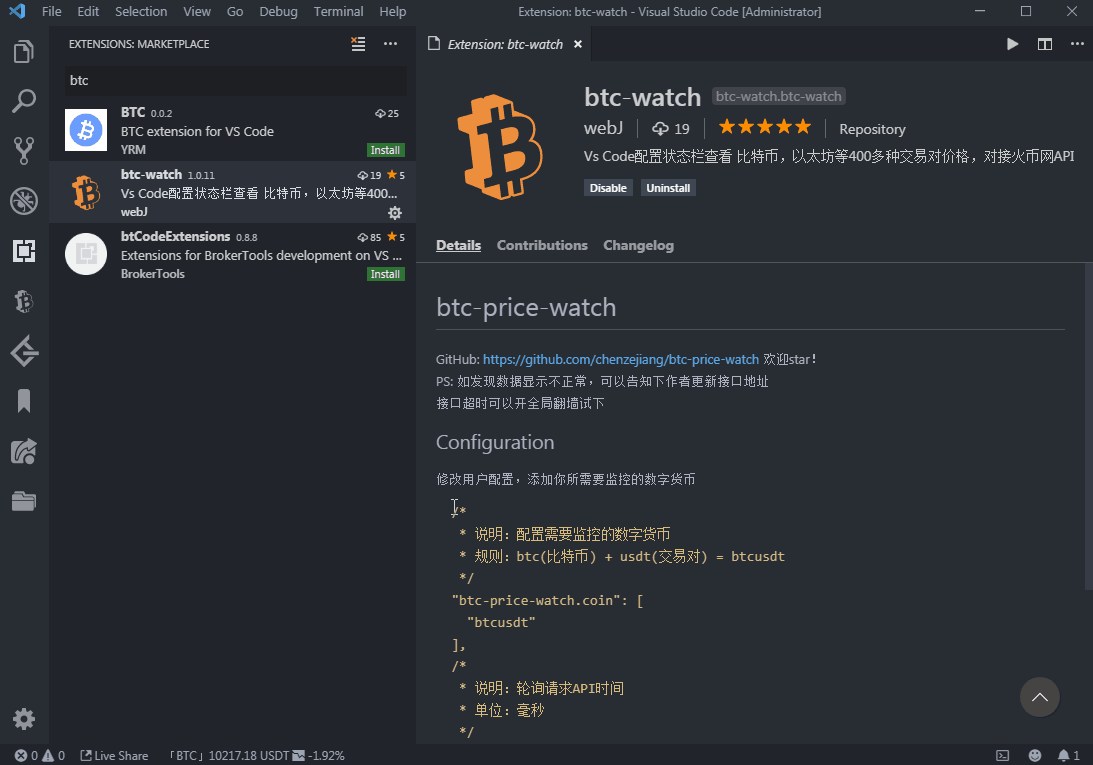 File Edit Selection View Go Debug Terminal Help Extension: btc-watch - Visual Studio Code [Administrator]
EXTENSIONS: MARKETPLACE
btc
BTC 0.0.2 25
BTC extension for VS Code
YRM Install
btc-watch 1.0.11 19 5
Vs Code配置状态栏查看 比特币，以太坊等400...
webJ
btCodeExtensions 0.8.8 85 5
Extensions for BrokerTools development on VS ...
BrokerTools Install
Extension: btc-watch
btc-watch btc-watch.btc-watch
webJ 19 Repository
Vs Code配置状态栏查看 比特币，以太坊等400多种交易对价格，对接火币网API
Disable Uninstall
Details Contributions Changelog
btc-price-watch
GitHub: https://github.com/chenzejiang/btc-price-watch 欢迎star！
PS: 如发现数据显示不正常，可以告知下作者更新接口地址
接口超时可以开全局翻墙试下
Configuration
修改用户配置，添加你所需要监控的数字货币
/*
* 说明：配置需要监控的数字货币
* 规则：btc(比特币) + usdt(交易对) = btcusdt
*/
"btc-price-watch.coin": [
"btcusdt"
],
/*
* 说明：轮询请求API时间
* 单位：毫秒
*/
0 0 Live Share 「BTC」10217.18 USDT -1.92% 1